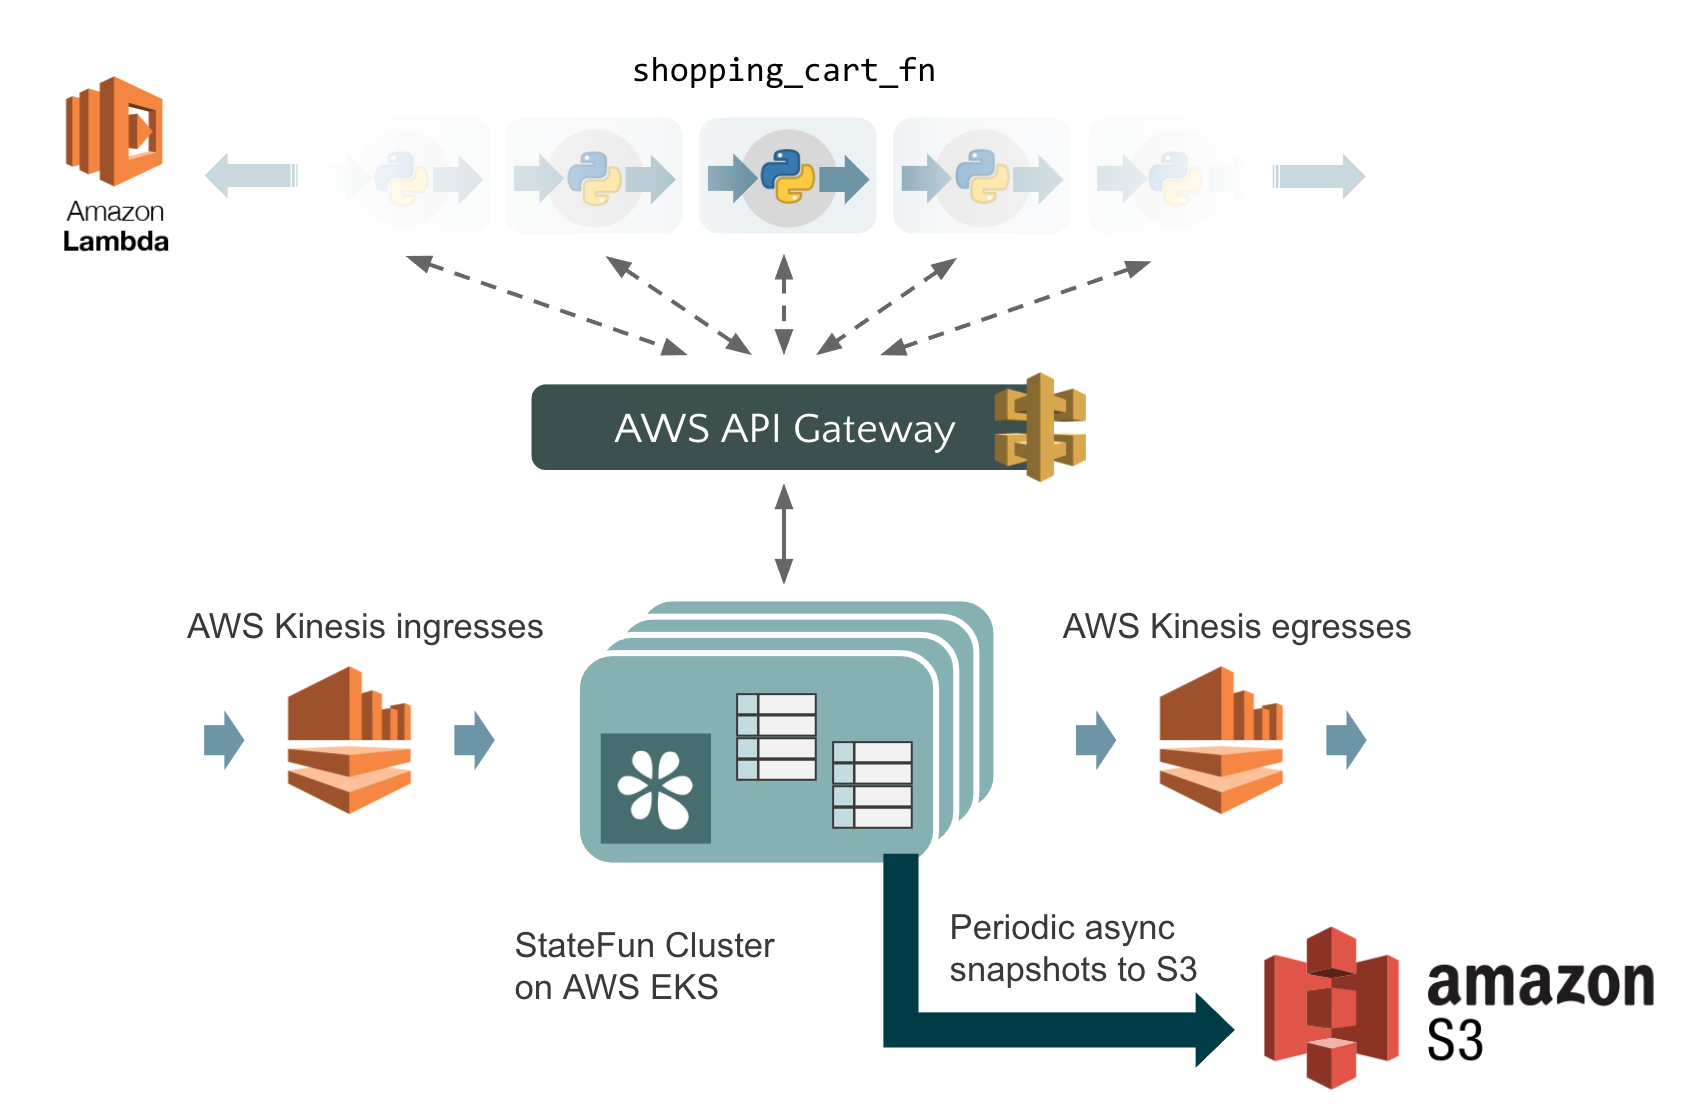 shopping_cart_fn
Amazon
Lambda
AWS API Gateway
AWS Kinesis ingresses
AWS Kinesis egresses
StateFun Cluster
on AWS EKS
Periodic async
snapshots to S3
amazon
S3